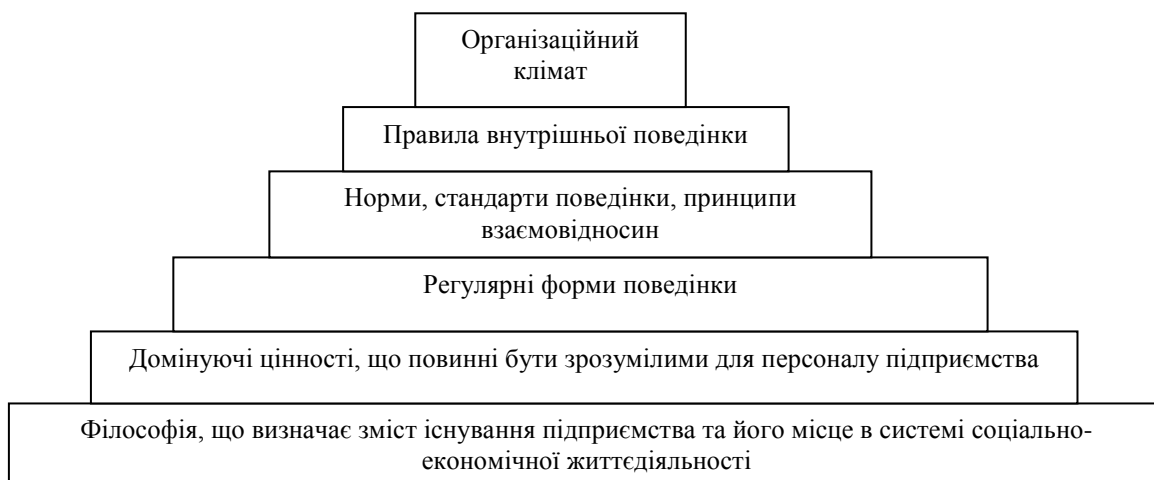 Організаційний
клімат
Правила внутрішньої поведінки
Норми, стандарти поведінки, принципи
взаємовідносин
Регулярні форми поведінки
Домінуючі цінності, що повинні бути зрозумілими для персоналу підприємства
Філософія, що визначає зміст існування підприємства та його місце в системі соціально-
економічної життєдіяльності